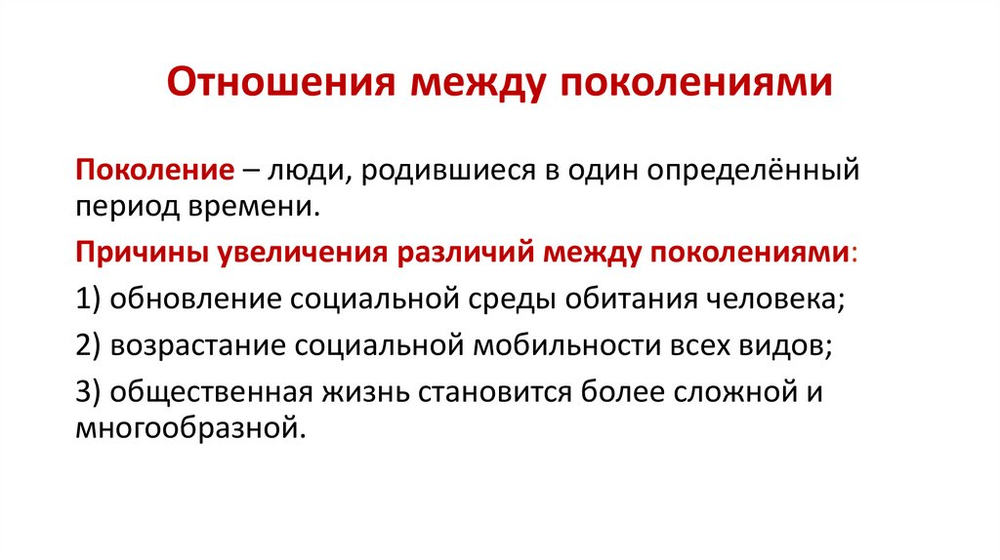 Отношения между поколениями
Поколение – люди, родившиеся в один определённый
период времени.
Причины увеличения различий между поколениями:
1) обновление социальной среды обитания человека;
2) возрастание социальной мобильности всех видов;
3) общественная жизнь становится более сложной и
многообразной.